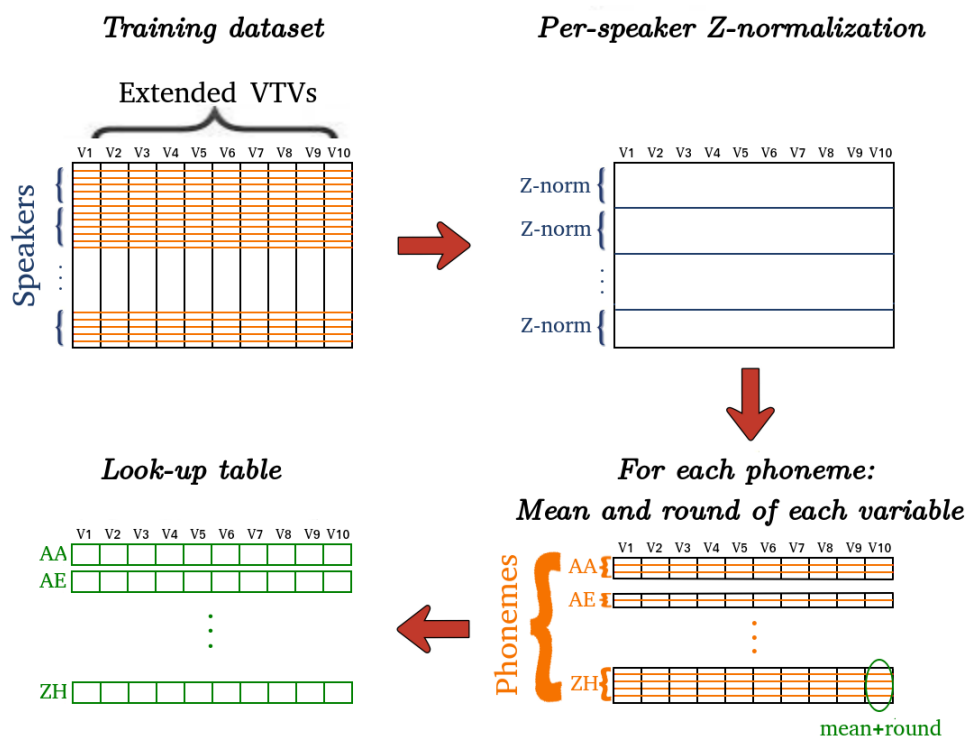 Training dataset
Extended VTVs
V1 V2 V3 V4 V5 V6 V7 V8 V9 V10
Speakers
Per-speaker Z-normalization
V1 V2 V3 V4 V5 V6 V7 V8 V9 V10
Z-norm
Z-norm
Z-norm
For each phoneme:
Mean and round of each variable
V1 V2 V3 V4 V5 V6 V7 V8 V9 V10
Phonemes
AA
AE
ZH
mean+round
Look-up table
V1 V2 V3 V4 V5 V6 V7 V8 V9 V10
AA
AE
ZH